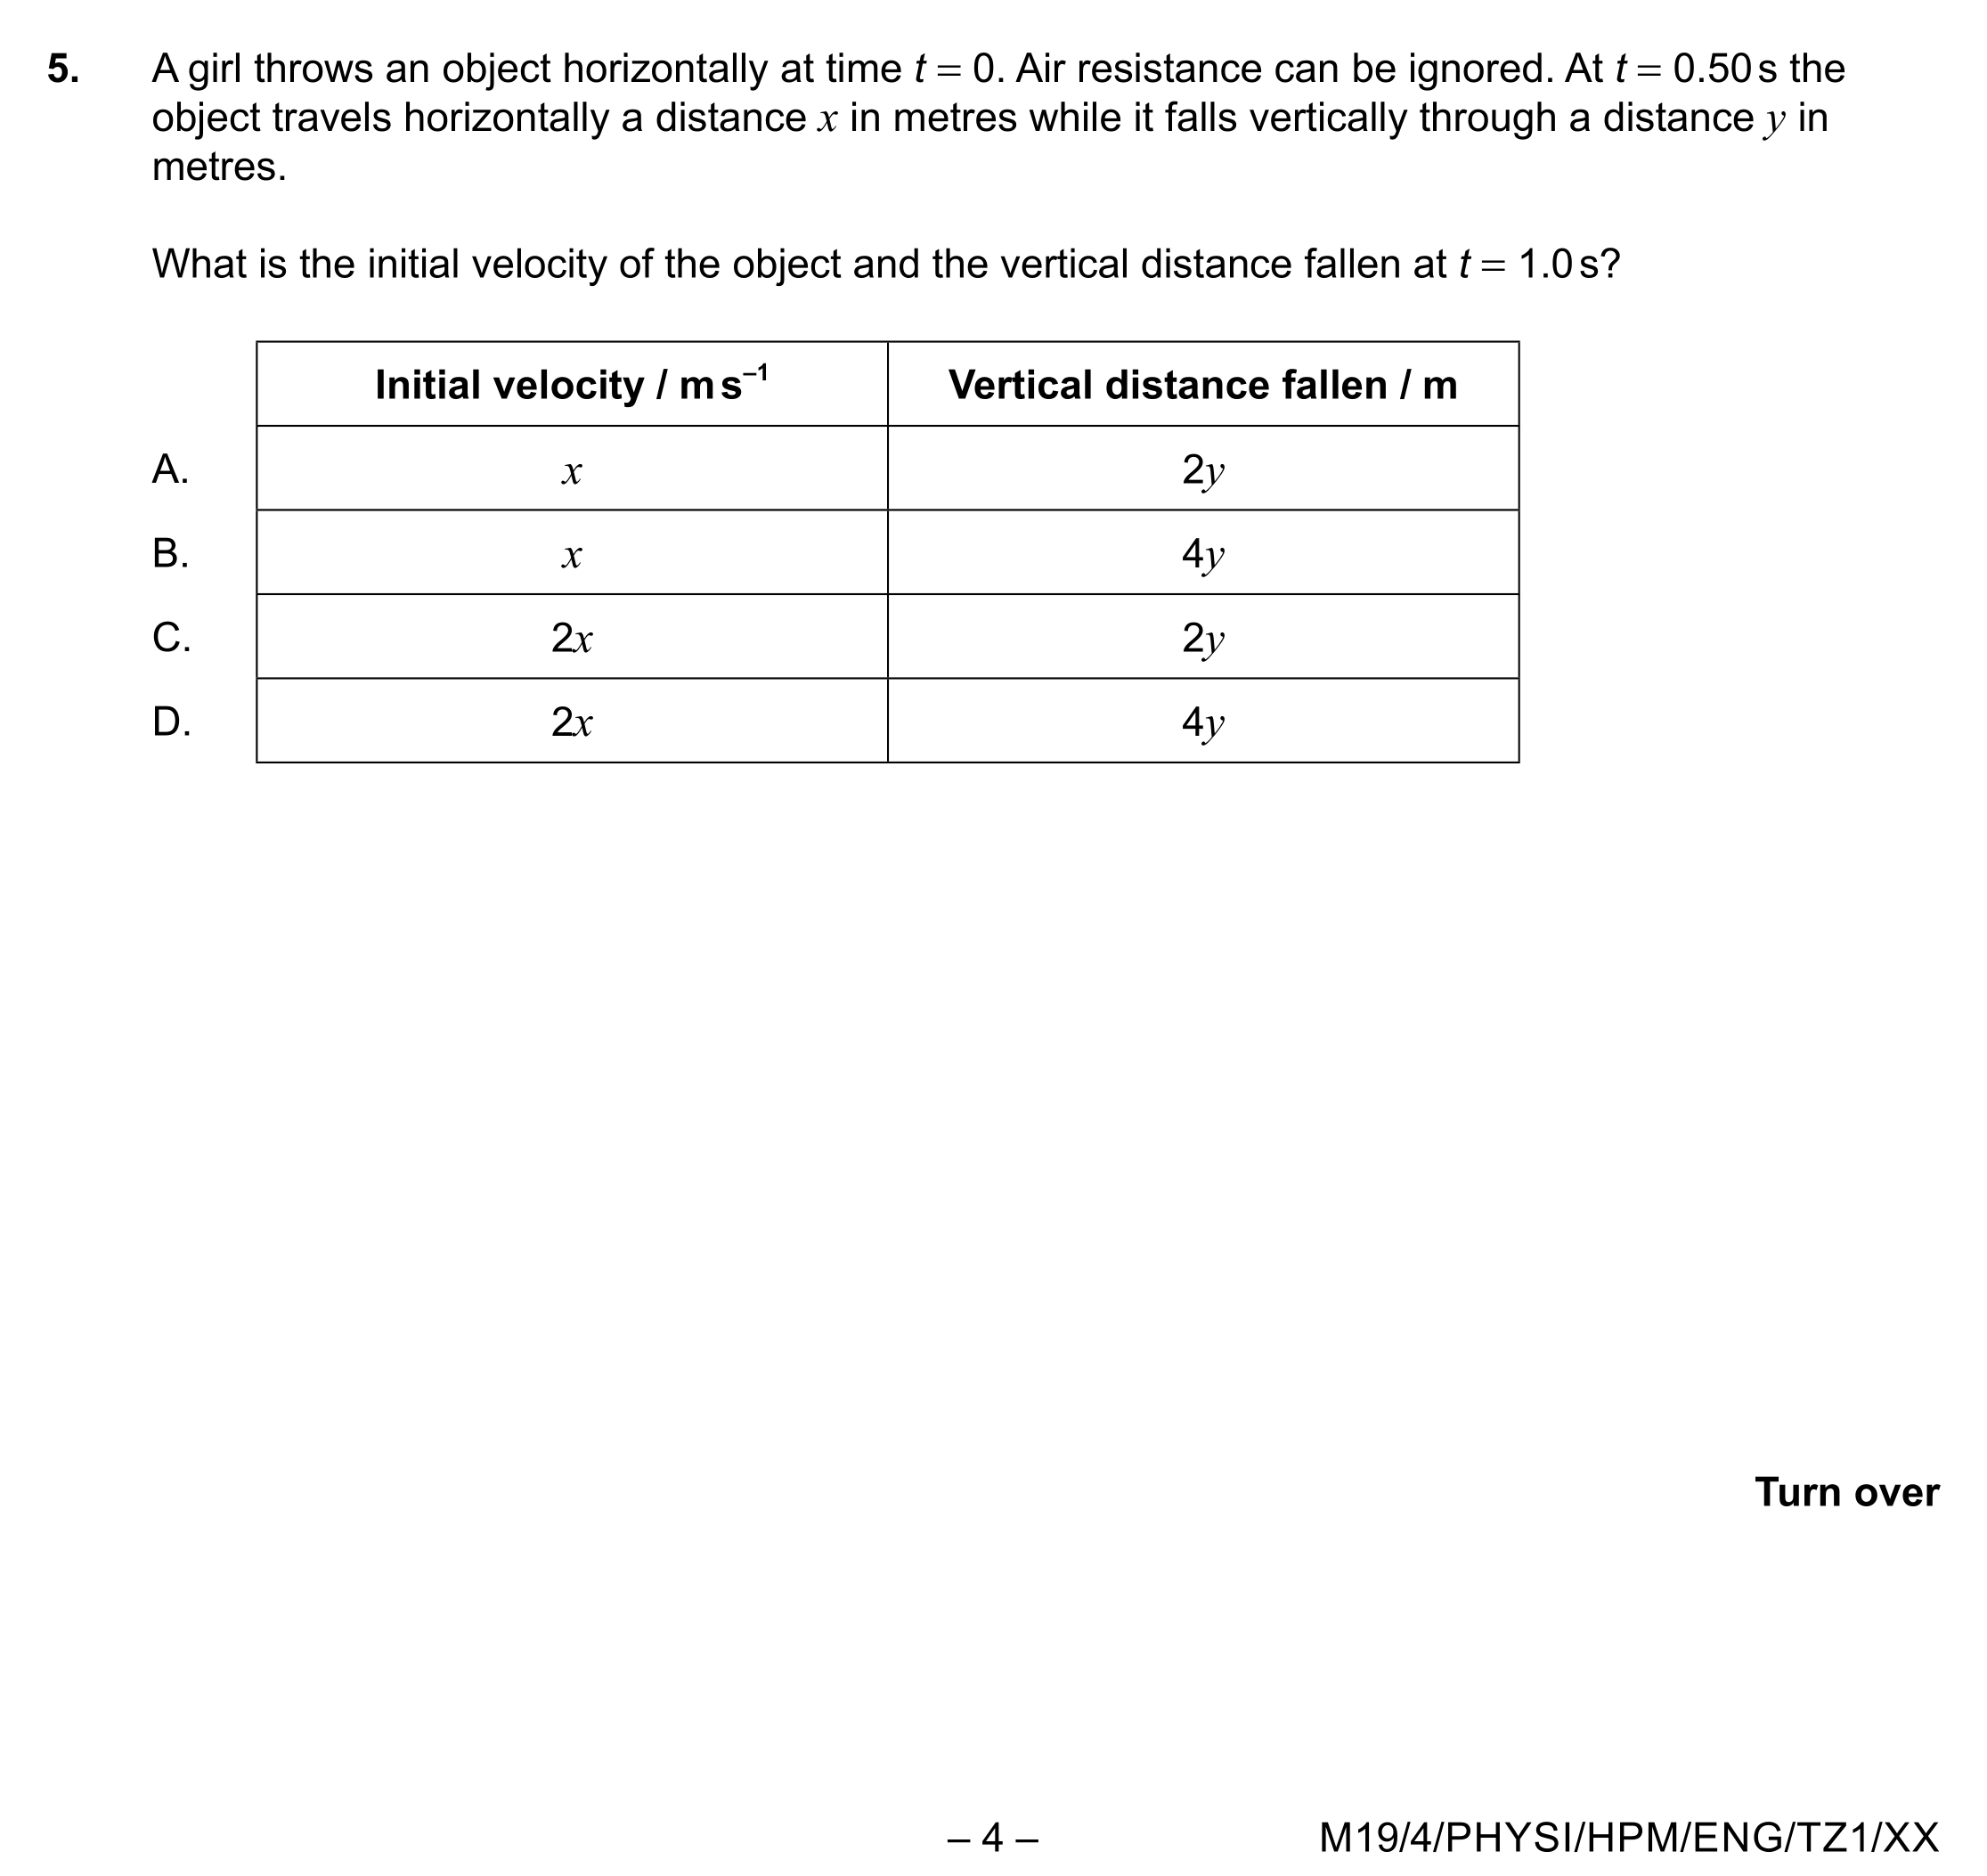 5. A girl throws an object horizontally at time t = 0. Air resistance can be ignored. At t = 0.50 s the
object travels horizontally a distance x in metres while it falls vertically through a distance y in
metres.
What is the initial velocity of the object and the vertical distance fallen at t = 1.0 s?
Initial velocity / m s⁻¹ Vertical distance fallen / m
A. x 2y
B. x 4y
C. 2x 2y
D. 2x 4y
Turn over
– 4 – M19/4/PHYSI/HPM/ENG/TZ1/XX